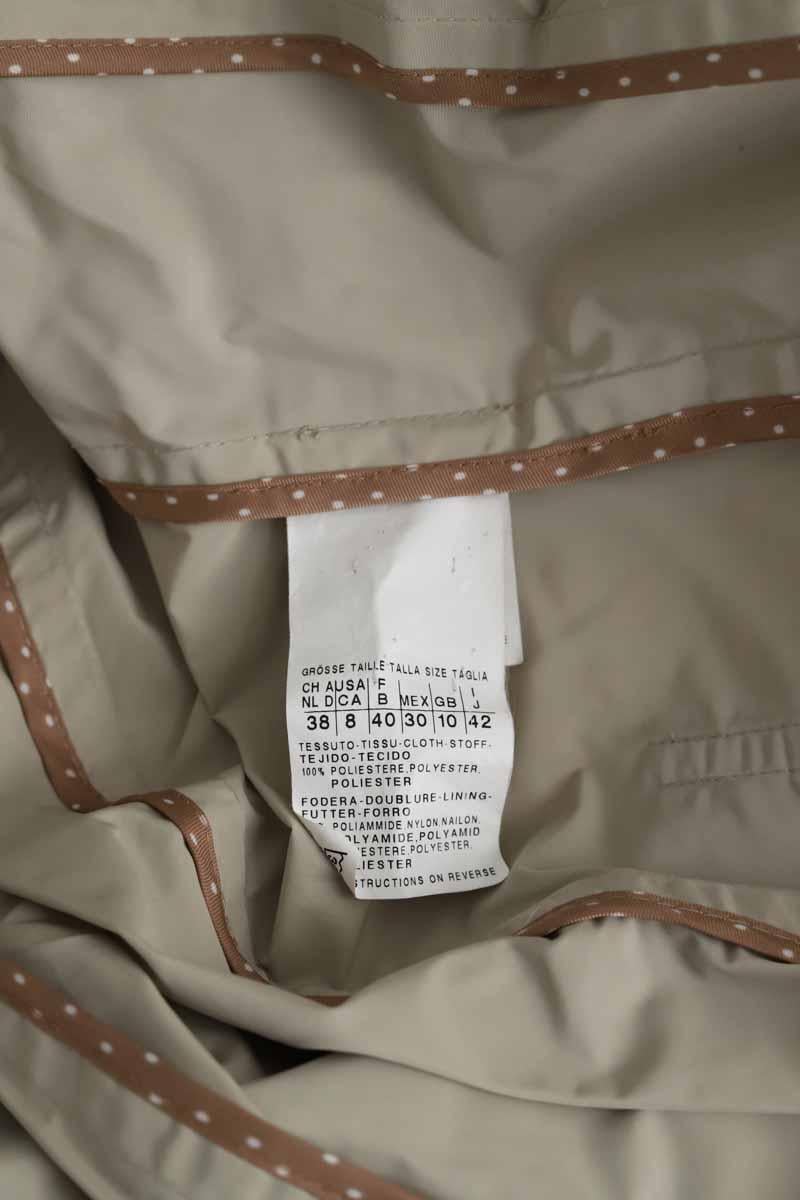 GRÖSSE TAILLE TALLA SIZE TAGLIA
CH A USA F I
NL D CA B MEX GB J
38 8 40 30 10 42
TESSUTO-TISSU-CLOTH-STOFF-
TEJIDO-TECIDO
100% POLIESTERE, POLYESTER,
POLIESTER
FODERA-DOUBLURE-LINING-
FUTTER-FORRO
POLIAMMIDE, NYLON, NAILON,
POLYAMIDE, POLYAMID
ESTERE, POLYESTER,
LIESTER
STRUCTIONS ON REVERSE